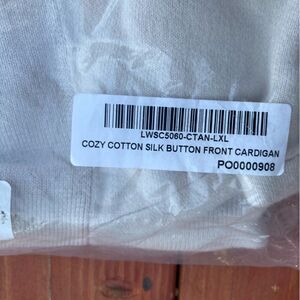 LWSC5060-CTAN-LXL
COZY COTTON SILK BUTTON FRONT CARDIGAN
PO0000908